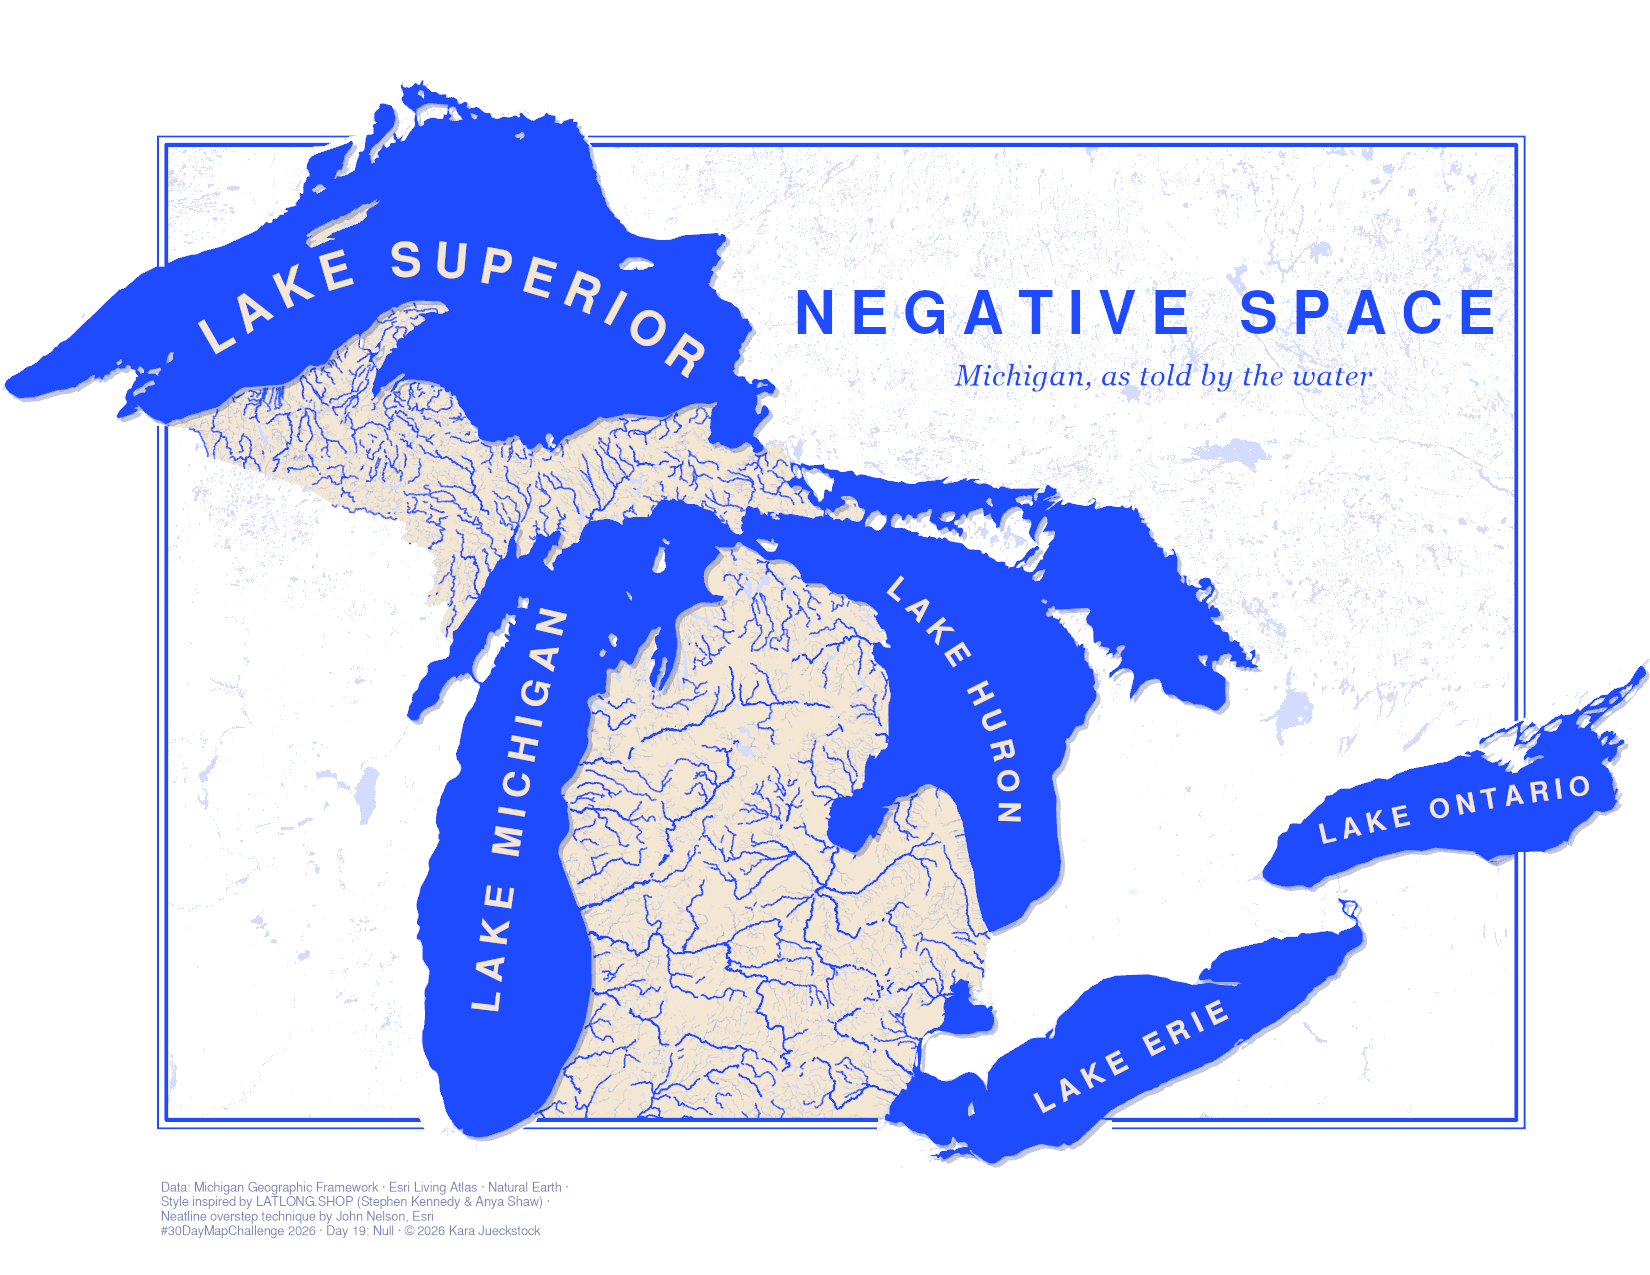 LAKE SUPERIOR
NEGATIVE SPACE
Michigan, as told by the water
LAKE MICHIGAN
LAKE HURON
LAKE ONTARIO
LAKE ERIE
Data: Michigan Geographic Framework · Esri Living Atlas · Natural Earth ·
Style inspired by LATLONG.SHOP (Stephen Kennedy & Anya Shaw) ·
Neatline overstep technique by John Nelson, Esri
#30DayMapChallenge 2026 · Day 19: Null · © 2026 Kara Jueckstock